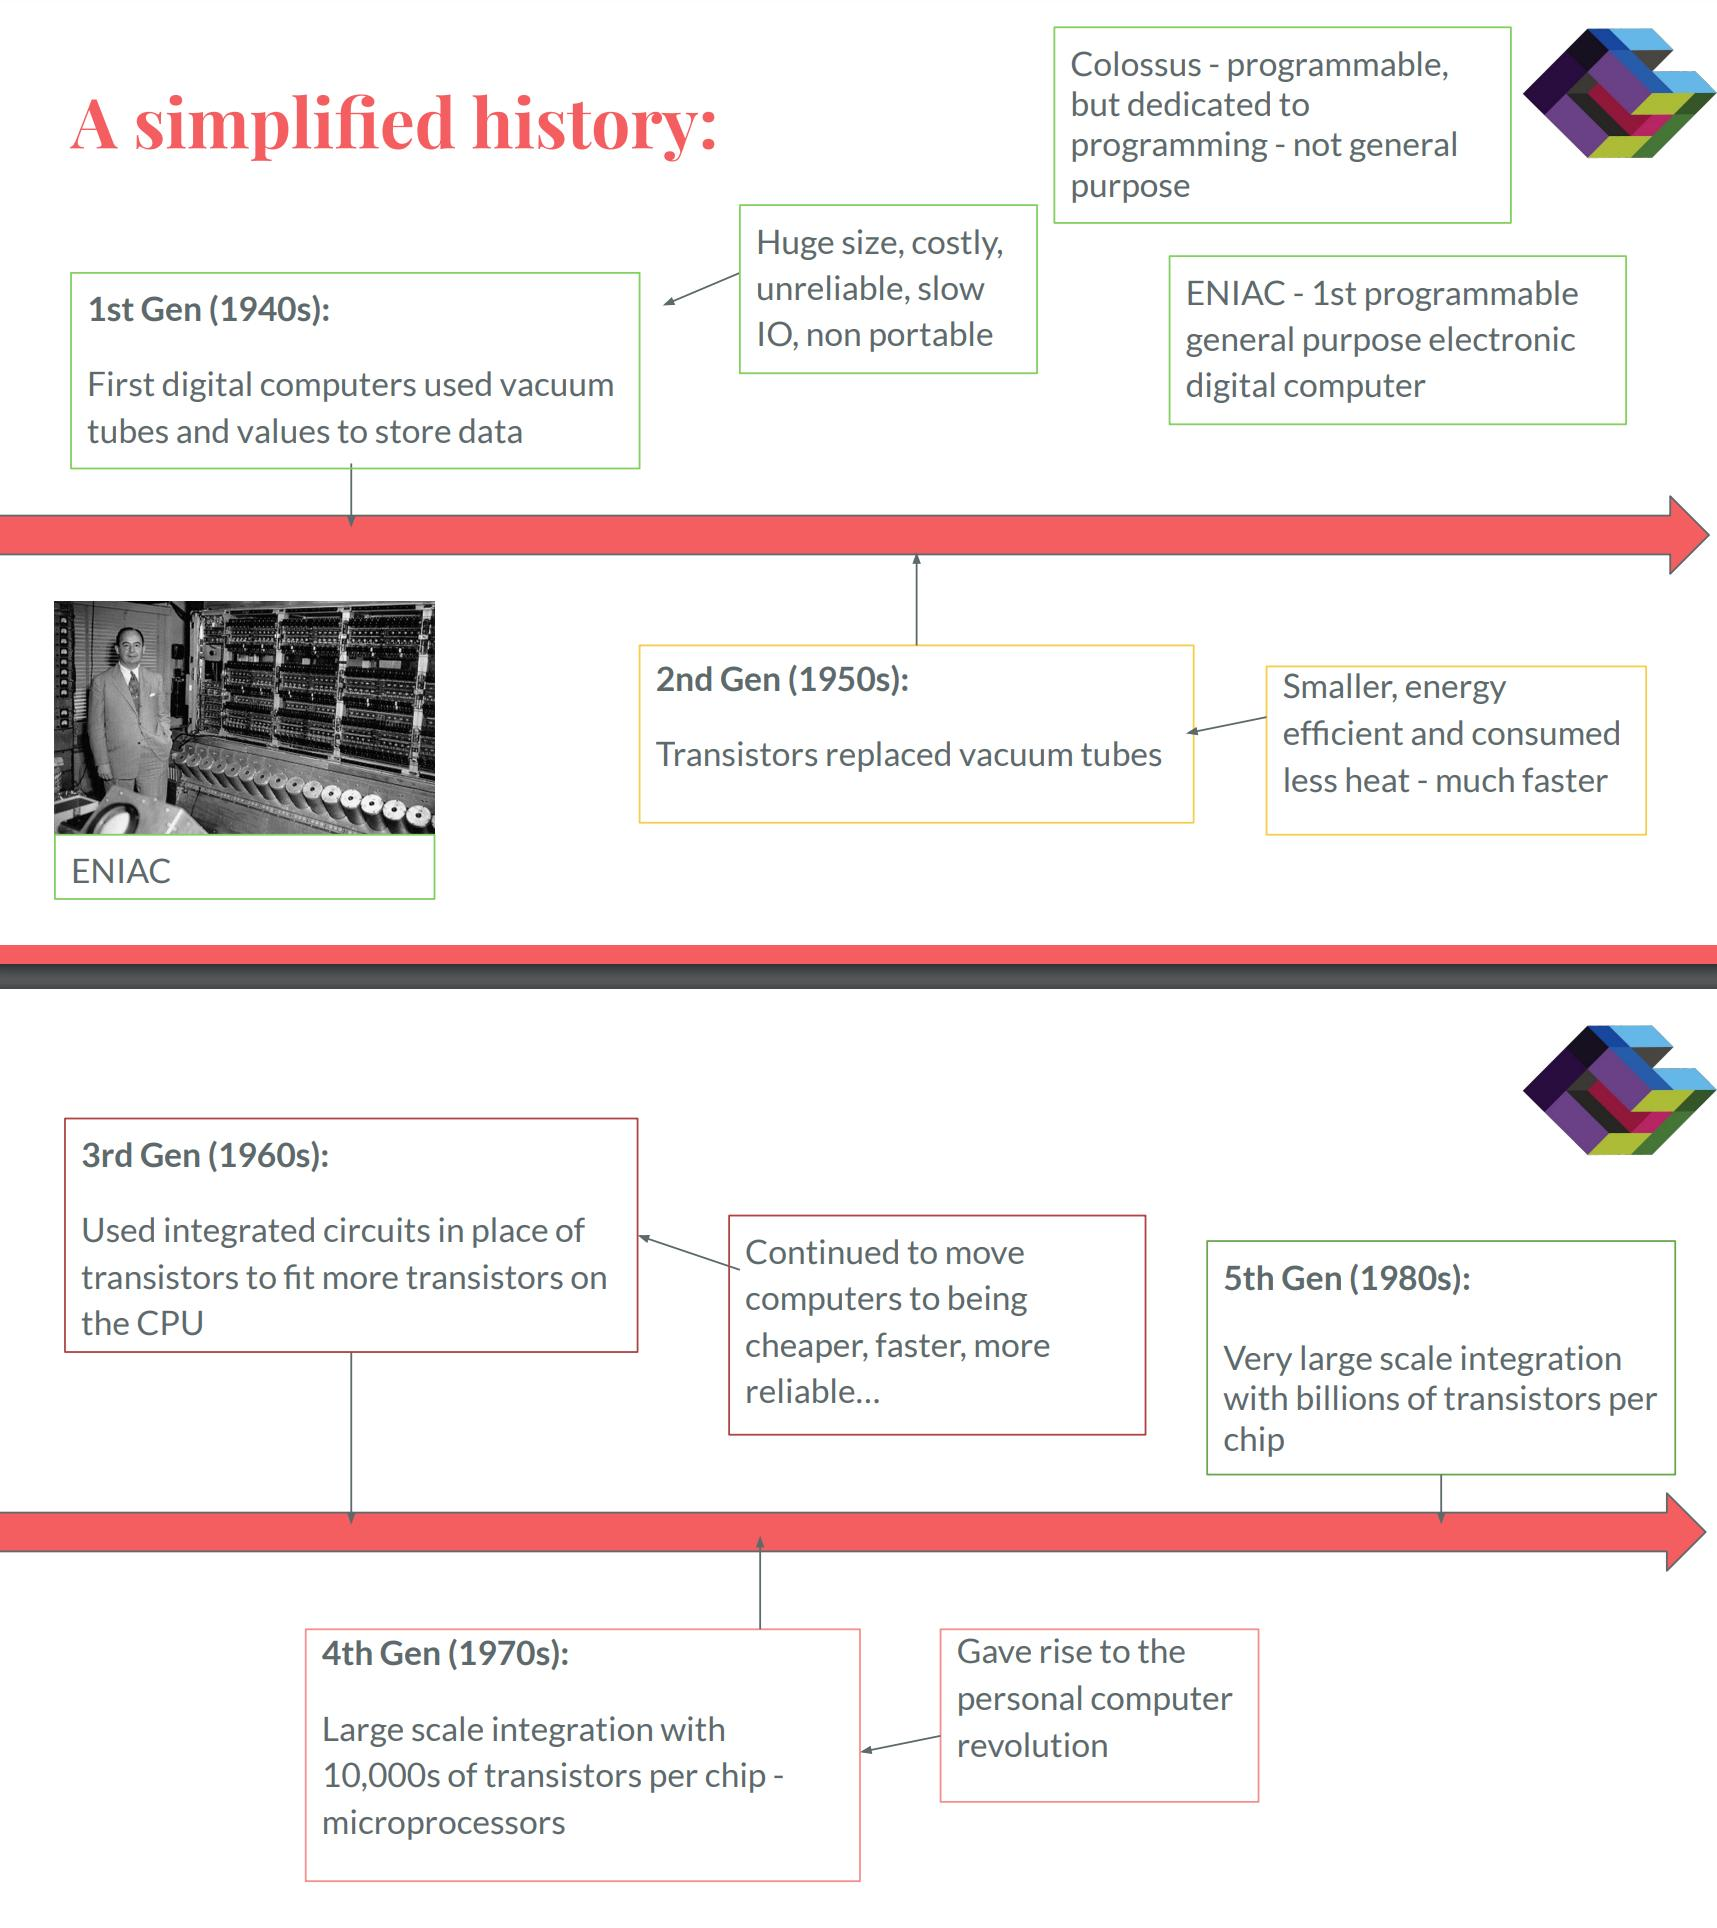 A simplified history:
Colossus - programmable,
but dedicated to
programming - not general
purpose
Huge size, costly,
unreliable, slow
IO, non portable
ENIAC - 1st programmable
general purpose electronic
digital computer
1st Gen (1940s):
First digital computers used vacuum
tubes and values to store data
ENIAC
2nd Gen (1950s):
Transistors replaced vacuum tubes
Smaller, energy
efficient and consumed
less heat - much faster
3rd Gen (1960s):
Used integrated circuits in place of
transistors to fit more transistors on
the CPU
Continued to move
computers to being
cheaper, faster, more
reliable...
5th Gen (1980s):
Very large scale integration
with billions of transistors per
chip
4th Gen (1970s):
Large scale integration with
10,000s of transistors per chip -
microprocessors
Gave rise to the
personal computer
revolution